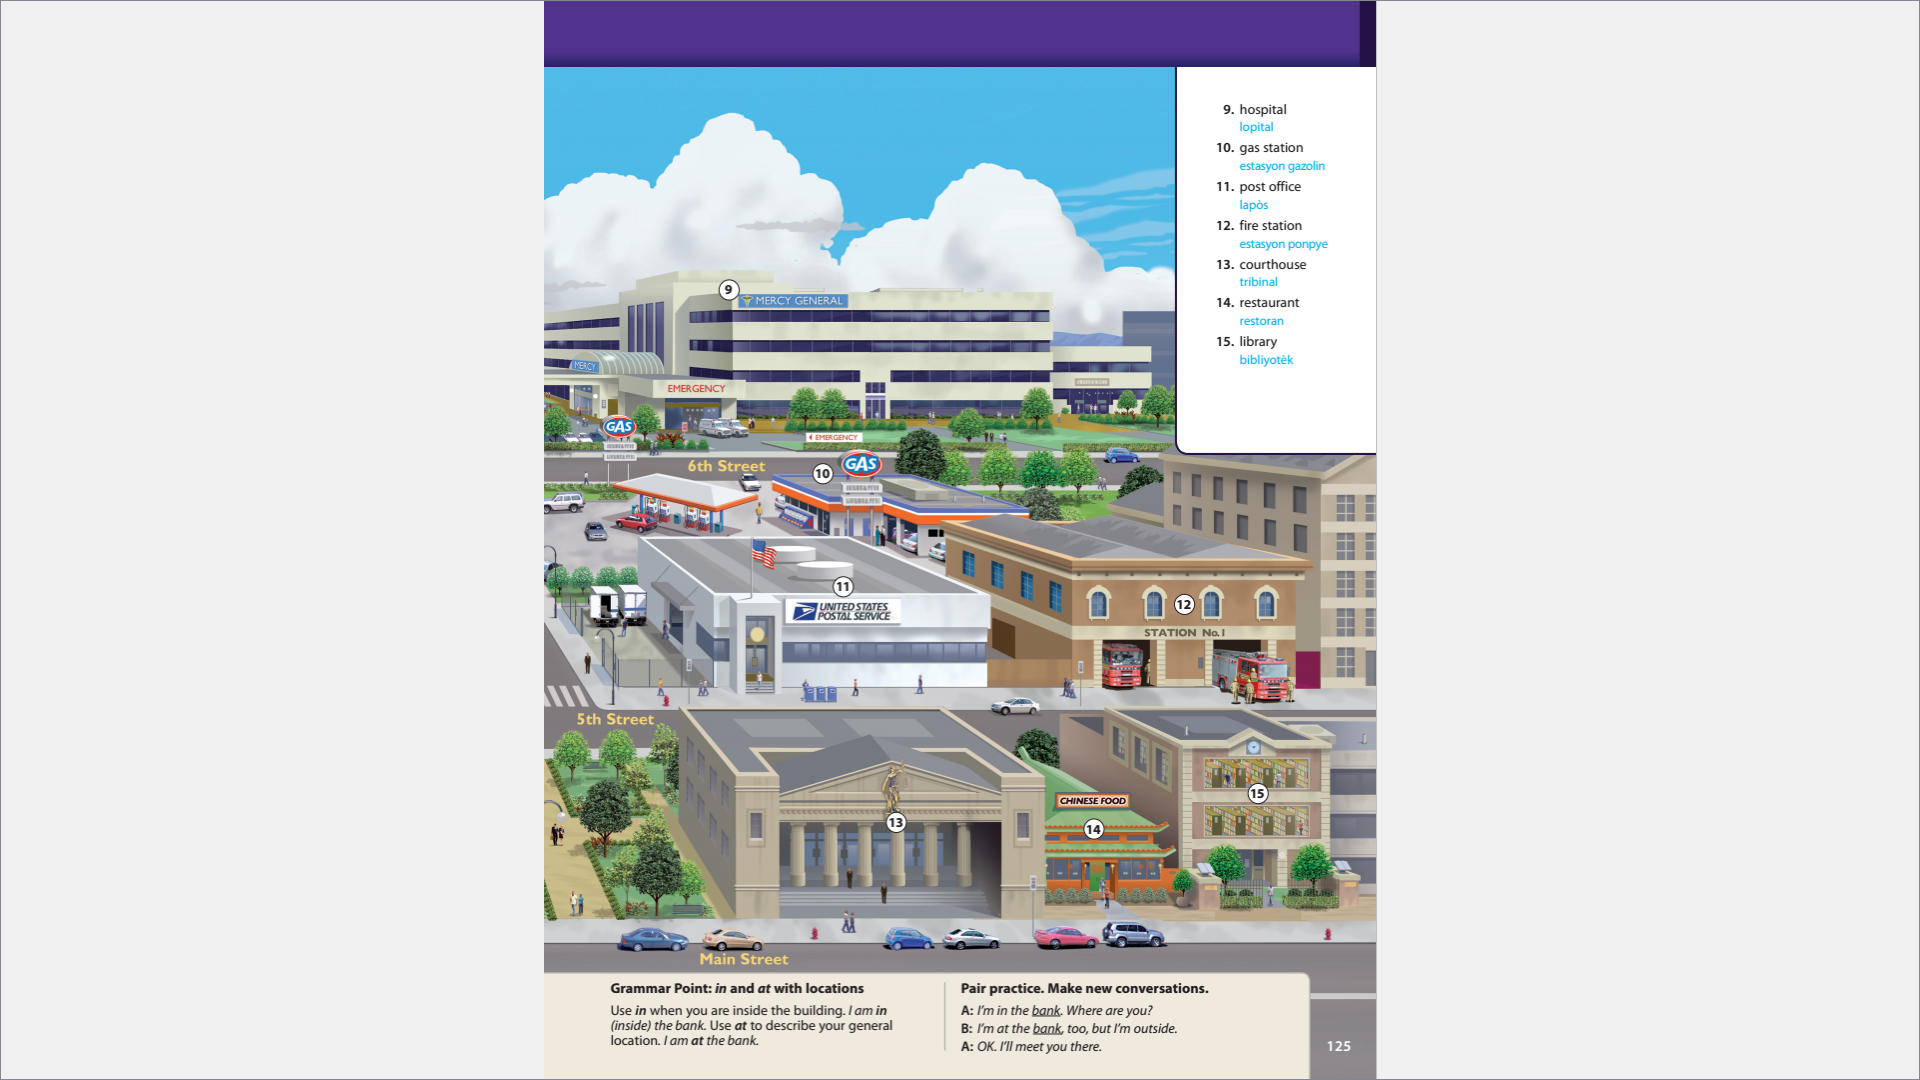 9. hospital
lopital
10. gas station
estasyon gazolin
11. post office
lapòs
12. fire station
estasyon ponpye
13. courthouse
tribinal
14. restaurant
restoran
15. library
bibliyotèk
9
MERCY GENERAL
MERCY
EMERGENCY
GAS
EMERGENCY
6th Street
10
GAS
11
UNITED STATES
POSTAL SERVICE
12
STATION No. 1
5th Street
13
CHINESE FOOD
14
15
Main Street
Grammar Point: in and at with locations
Use in when you are inside the building. I am in
(inside) the bank. Use at to describe your general
location. I am at the bank.
Pair practice. Make new conversations.
A: I'm in the bank. Where are you?
B: I'm at the bank, too, but I'm outside.
A: OK. I'll meet you there.
125